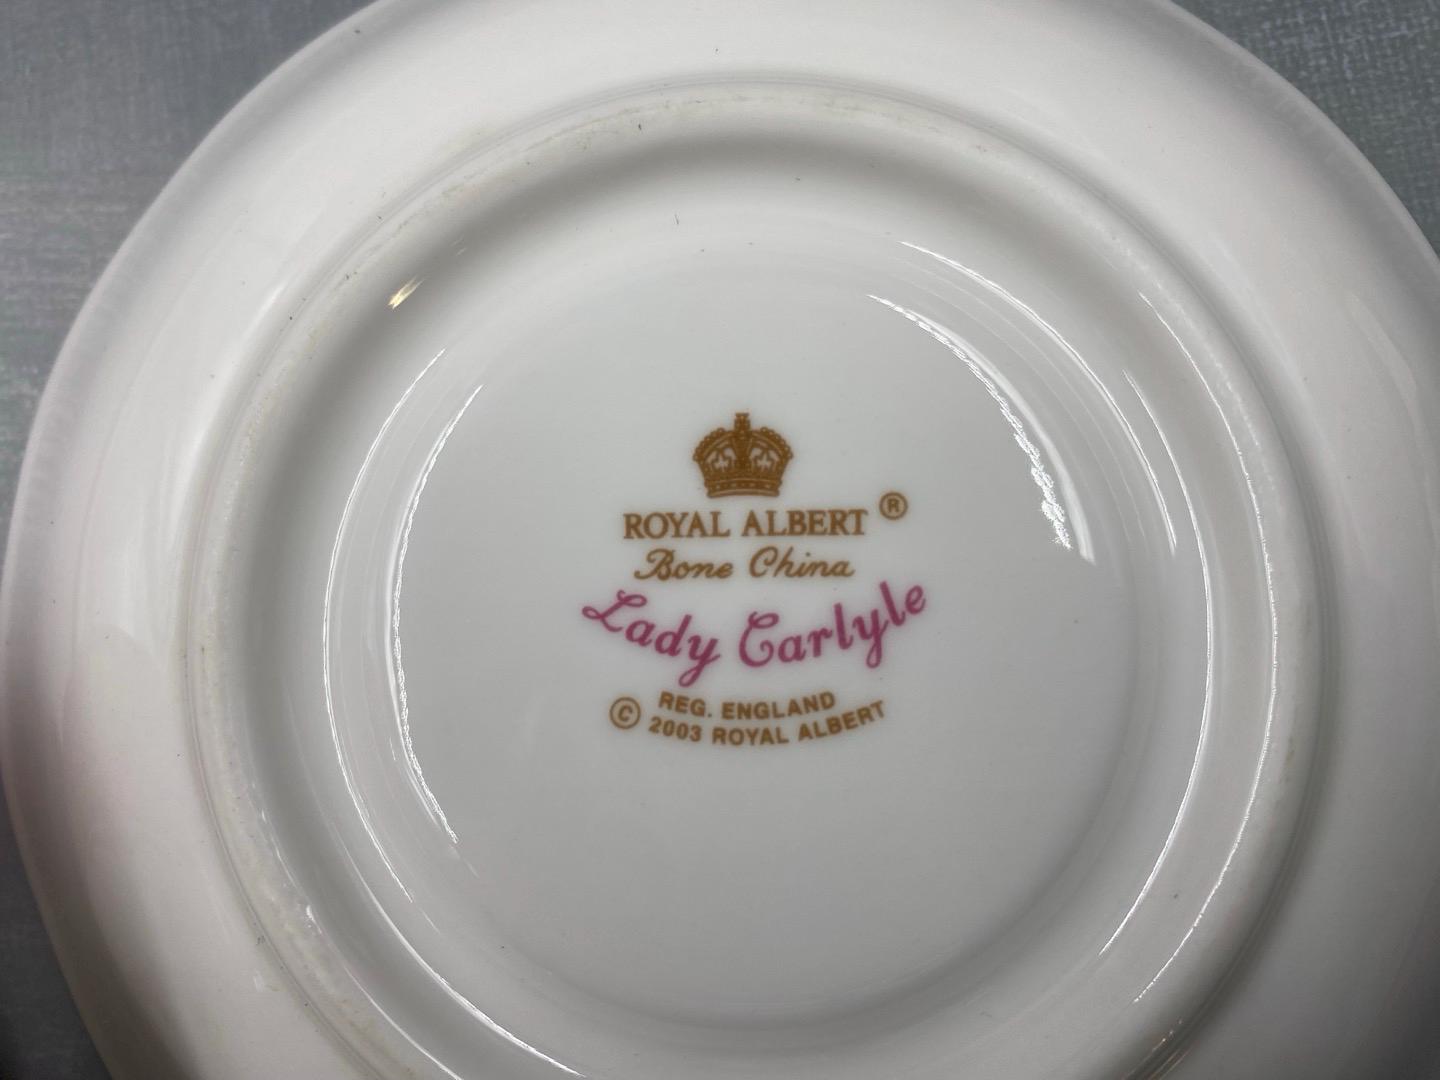 ROYAL ALBERT ®
Bone China
Lady Carlyle
REG. ENGLAND
© 2003 ROYAL ALBERT